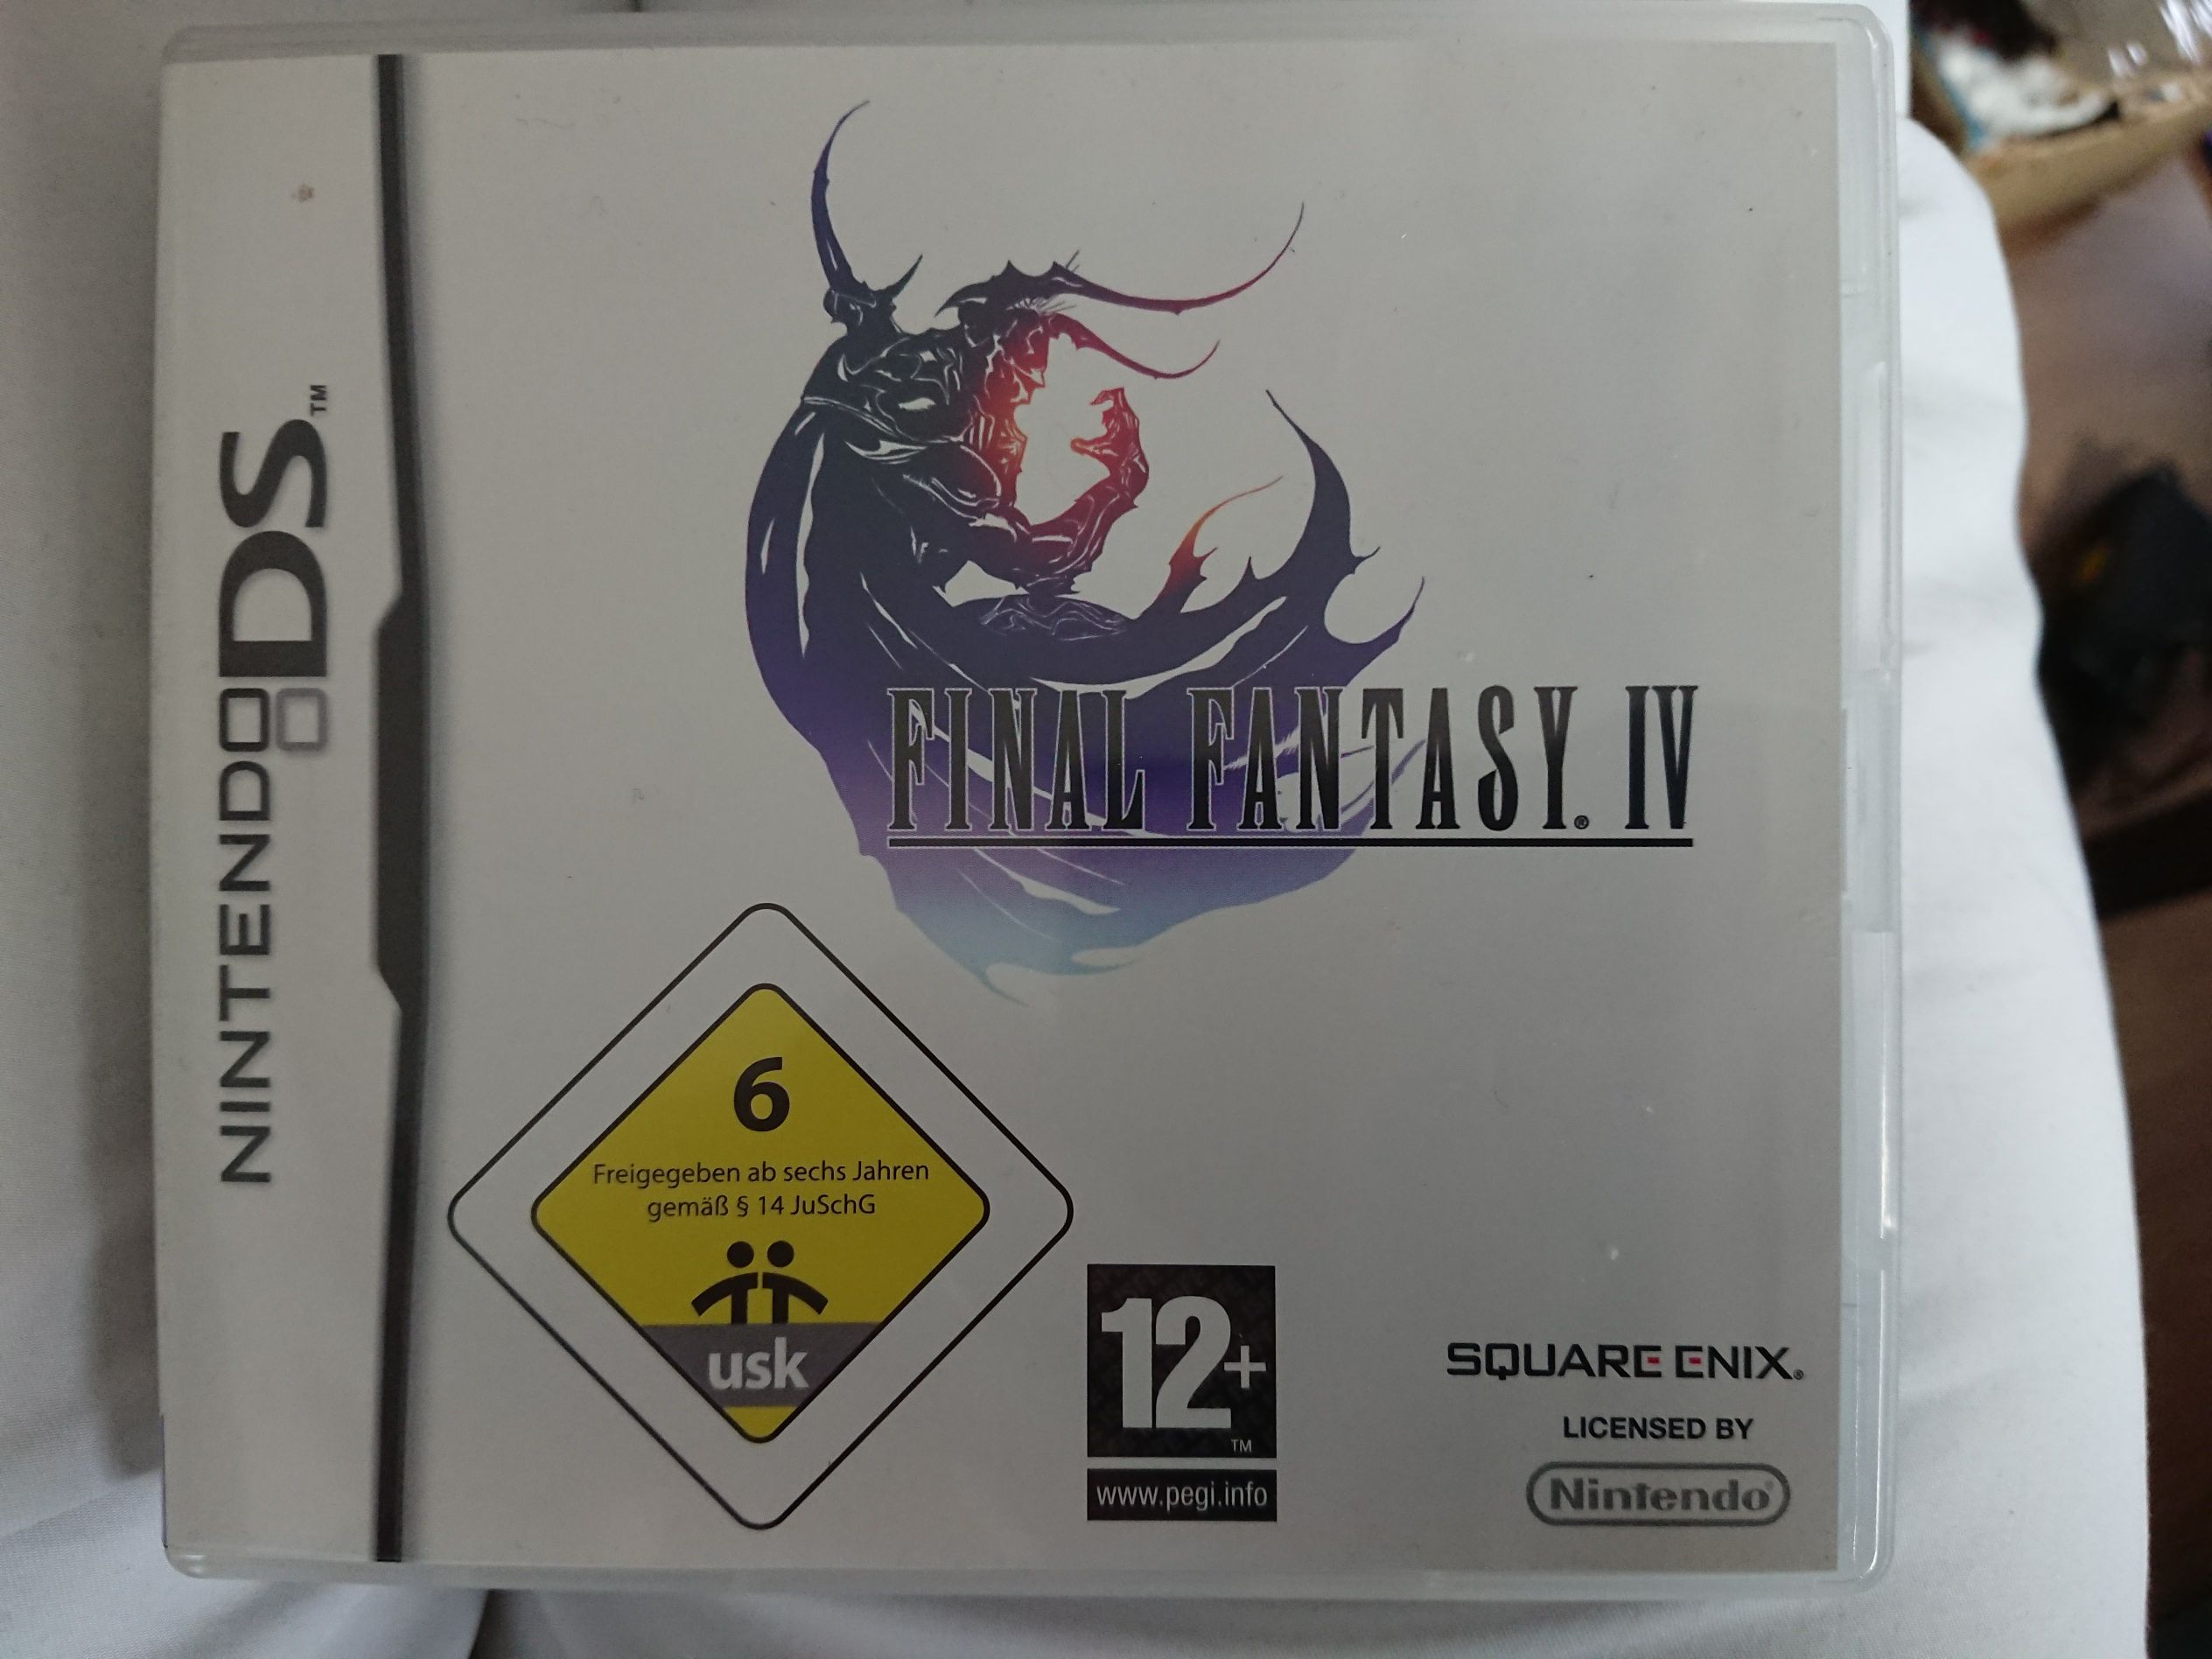 NINTENDO DS™
FINAL FANTASY® IV
6
Freigegeben ab sechs Jahren
gemäß § 14 JuSchG
usk
12+
TM
www.pegi.info
SQUARE ENIX®
LICENSED BY
Nintendo®